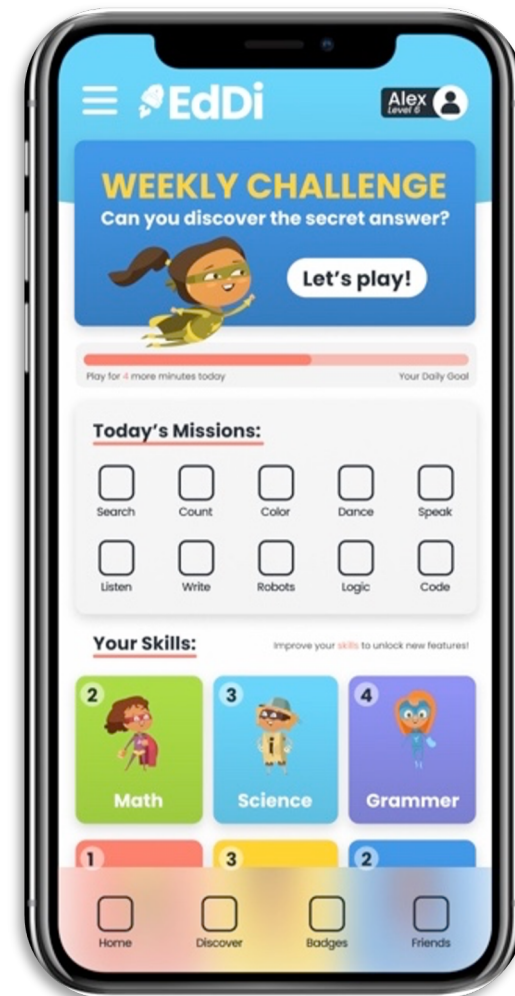 EdDi
Alex
Level 6
WEEKLY CHALLENGE
Can you discover the secret answer?
Let's play!
Play for 4 more minutes today
Your Daily Goal
Today's Missions:
Search Count Color Dance Speak
Listen Write Robots Logic Code
Your Skills:
Improve your skills to unlock new features!
2 3 4
i
Math Science Grammer
1 3 2
Home Discover Badges Friends